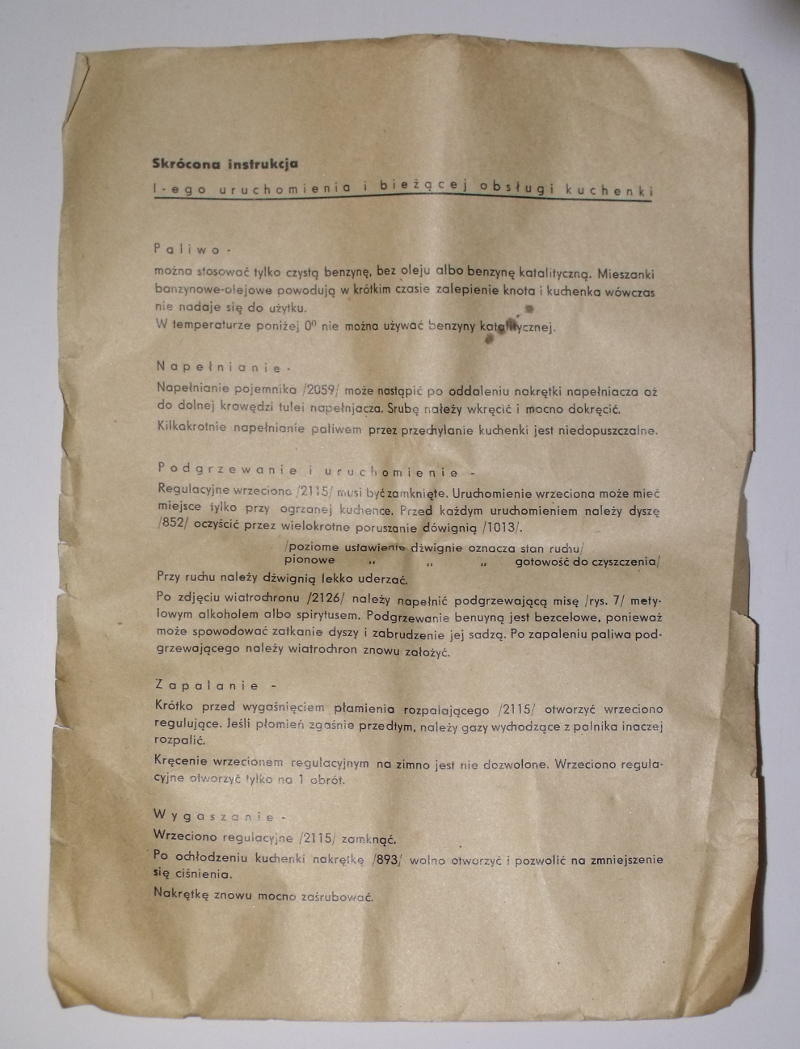 Skrócona instrukcja
I-ego uruchomienia i bieżącej obsługi kuchenki
Paliwo -
można stosować tylko czystą benzynę, bez oleju albo benzynę katalityczną. Mieszanki
banzynowe-olejowe powodują w krótkim czasie zalepienie knota i kuchenka wówczas
nie nadaje się do użytku.
W temperaturze poniżej 0⁰ nie można używać benzyny katalitycznej.
Napełnianie -
Napełnianie pojemnika /2059/ może nastąpić po oddaleniu nakrętki napełniacza aż
do dolnej krawędzi tulei napełnjacza. Srubę należy wkręcić i mocno dokręcić.
Kilkakrotnie napełnianie paliwem przez przechylanie kuchenki jest niedopuszczalne.
Podgrzewanie i uruchomienie -
Regulacyjne wrzeciono /2115/ musi być zamknięte. Uruchomienie wrzeciona może mieć
miejsce tylko przy ogrzanej kuchence. Przed każdym uruchomieniem należy dyszę
/852/ oczyścić przez wielokrotne poruszanie dówignią /1013/.
/poziome ustawienie dźwignie oznacza stan ruchu/
pionowe „ „ „ gotowość do czyszczenia/
Przy ruchu należy dźwignią lekko uderzać.
Po zdjęciu wiatrochronu /2126/ należy napełnić podgrzewającą misę /rys. 7/ mety-
lowym alkoholem albo spirytusem. Podgrzewanie benuyną jest bezcelowe, ponieważ
może spowodować zatkanie dyszy i zabrudzenie jej sadzą. Po zapaleniu paliwa pod-
grzewającego należy wiatrochron znowu założyć.
Zapalanie -
Krótko przed wygaśnięciem płamienia rozpalającego /2115/ otworzyć wrzeciono
regulujące. Jeśli płomień zgaśnie przedtym, należy gazy wychodzące z palnika inaczej
rozpalić.
Kręcenie wrzecionem regulacyjnym na zimno jest nie dozwolone. Wrzeciono regula-
cyjne otworzyć tylko na 1 obrót.
Wygaszanie -
Wrzeciono regulacyjne /2115/ zamknąć.
Po ochłodzeniu kuchenki nakrętkę /893/ wolno otworzyć i pozwolić na zmniejszenie
się ciśnienia.
Nakrętkę znowu mocno zaśrubować.